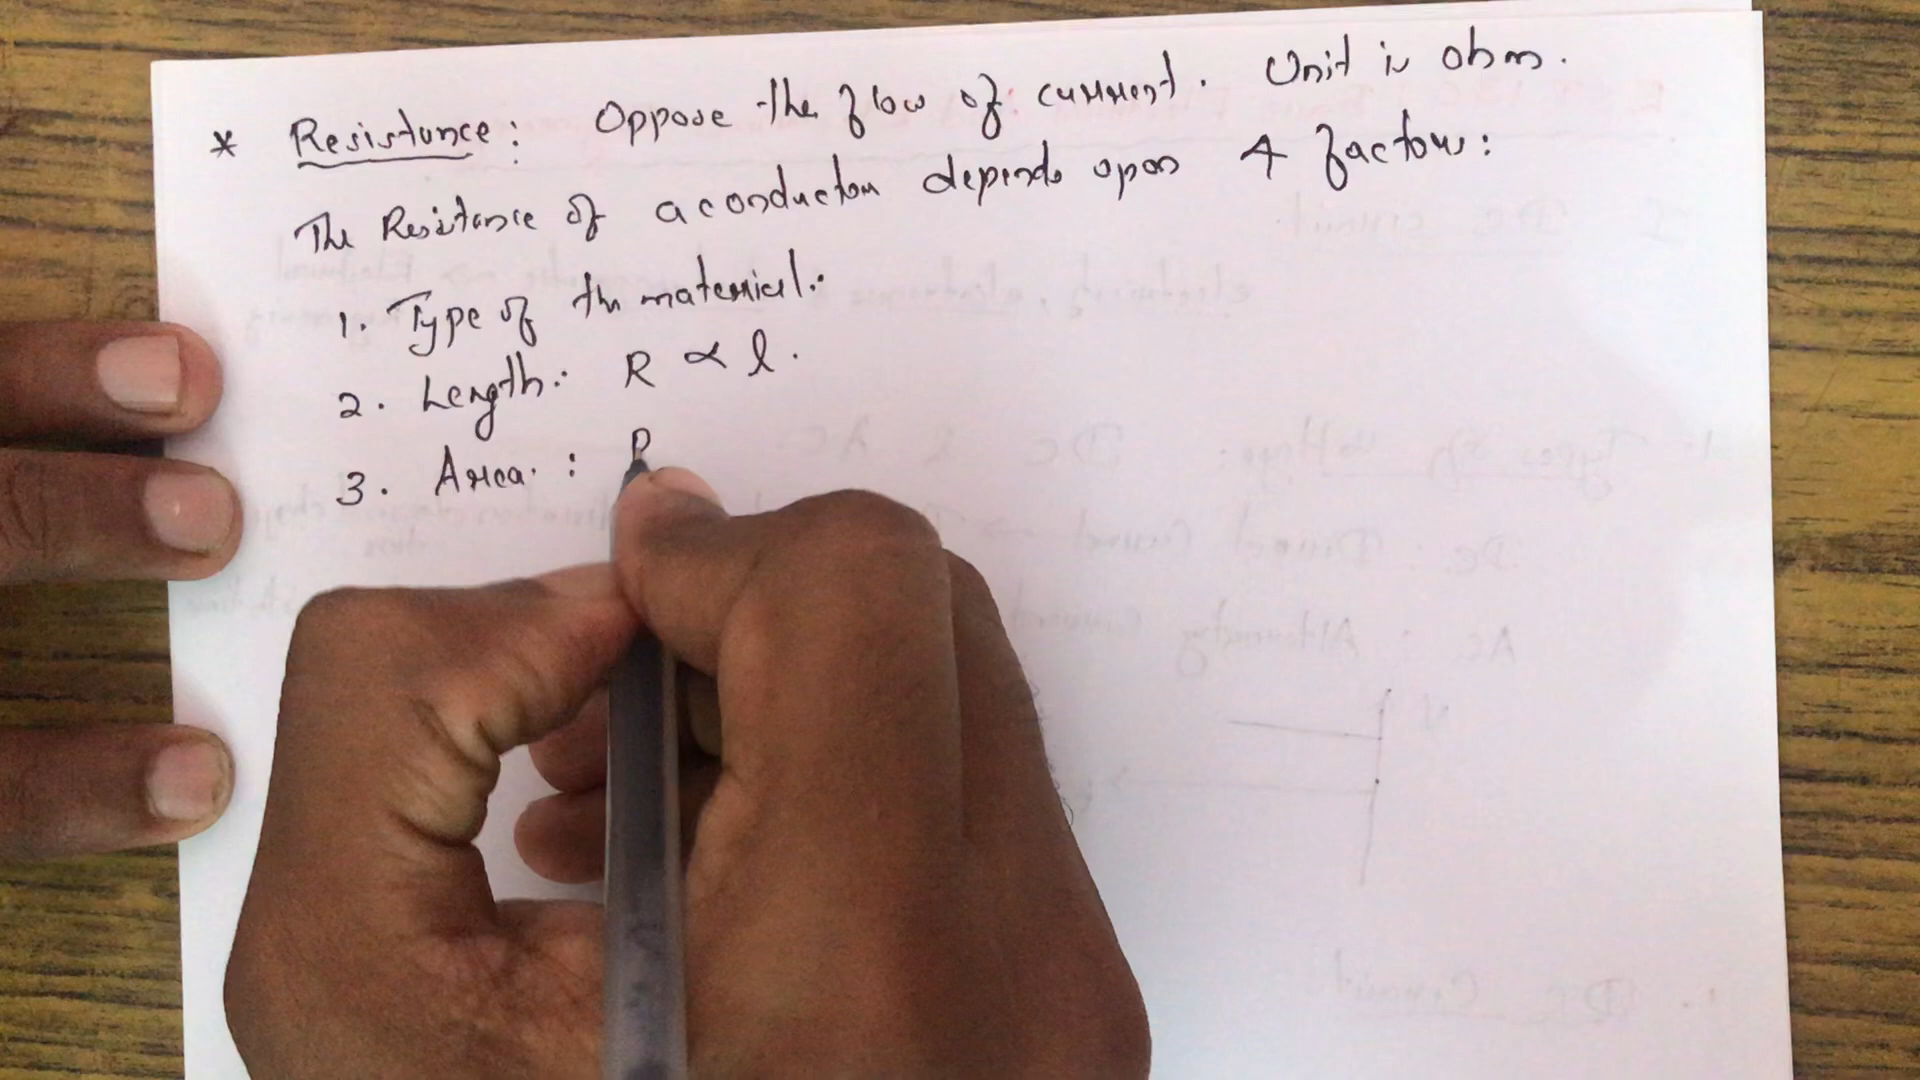 * Resistance: Oppose the flow of current. Unit is ohm.
The Resistance of a conductor depends upon 4 factors:
1. Type of the material:
2. Length: R ∝ l.
3. Area. : R